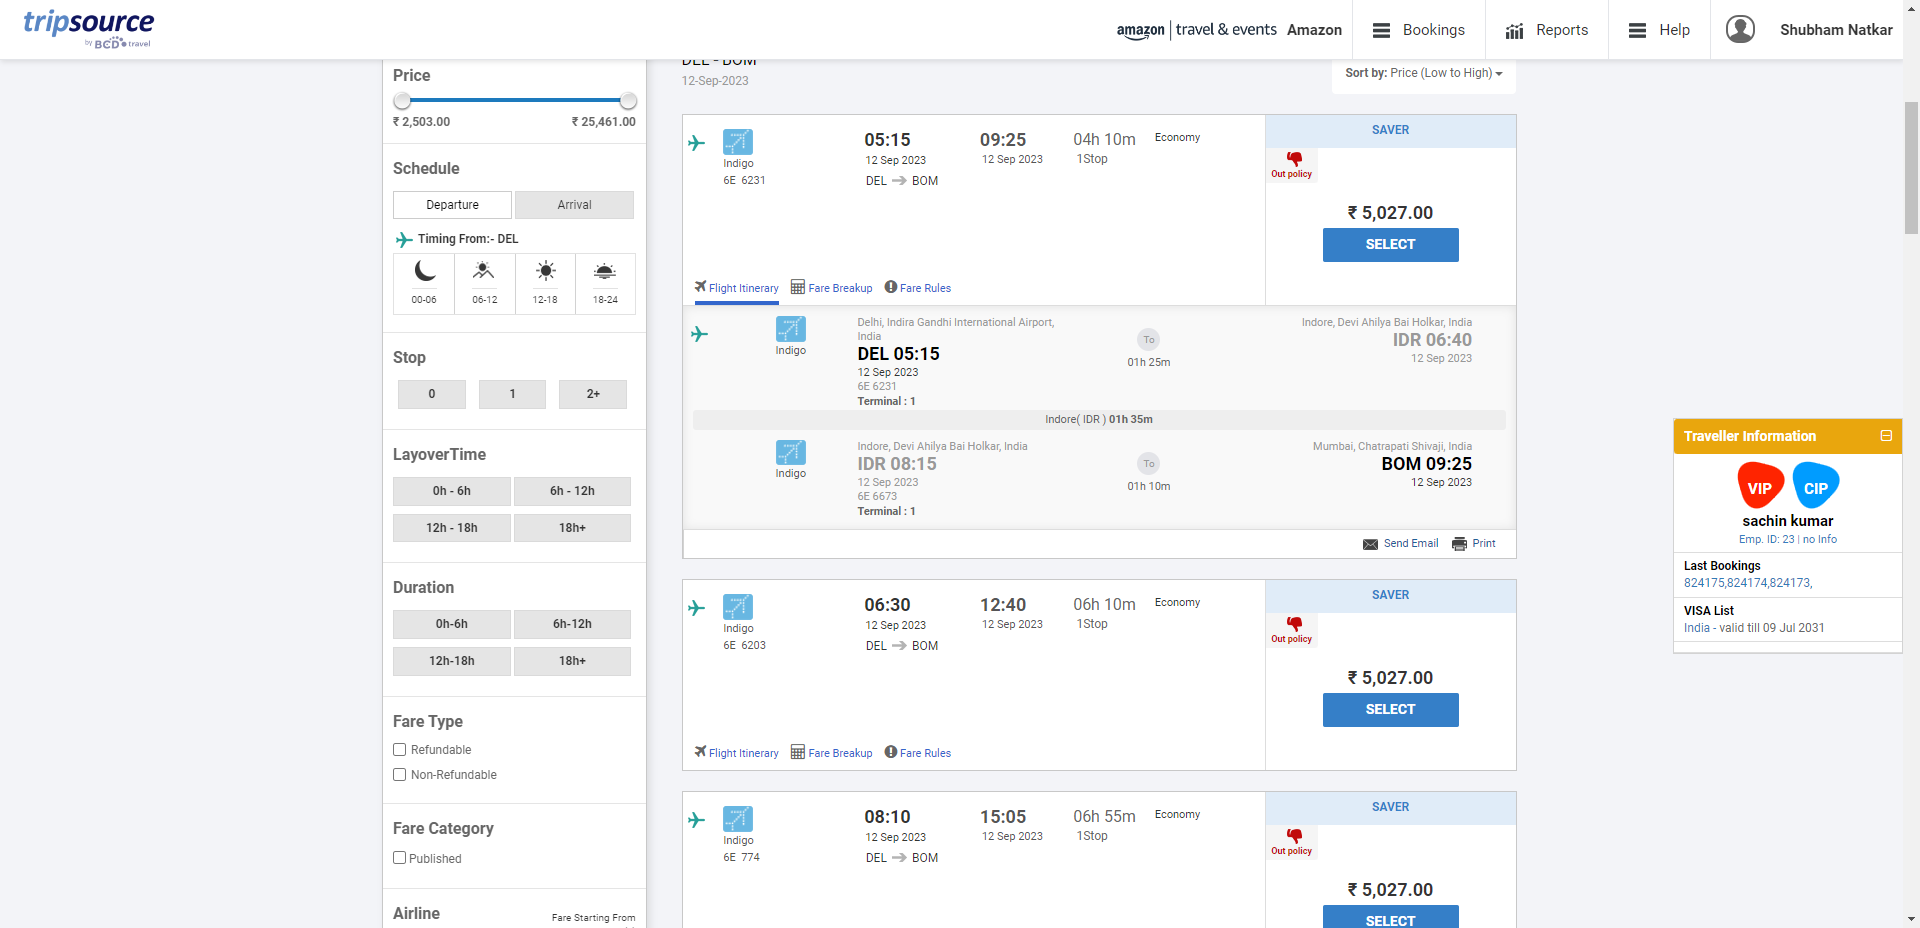 tripsource
by BCD travel
amazon | travel & events Amazon
Bookings
Reports
Help
Shubham Natkar
Price
₹ 2,503.00 ₹ 25,461.00
Schedule
Departure Arrival
Timing From:- DEL
00-06 06-12 12-18 18-24
Stop
0 1 2+
LayoverTime
0h - 6h 6h - 12h
12h - 18h 18h+
Duration
0h-6h 6h-12h
12h-18h 18h+
Fare Type
Refundable
Non-Refundable
Fare Category
Published
Airline Fare Starting From
DEL - BOM
12-Sep-2023
Sort by: Price (Low to High)
Indigo
6E 6231
05:15 09:25 04h 10m Economy
12 Sep 2023 12 Sep 2023 1Stop
DEL BOM
SAVER
Out policy
₹ 5,027.00
SELECT
Flight Itinerary Fare Breakup Fare Rules
Indigo
Delhi, Indira Gandhi International Airport,
India
DEL 05:15
12 Sep 2023
6E 6231
Terminal : 1
To
01h 25m
Indore, Devi Ahilya Bai Holkar, India
IDR 06:40
12 Sep 2023
Indore( IDR ) 01h 35m
Indigo
Indore, Devi Ahilya Bai Holkar, India
IDR 08:15
12 Sep 2023
6E 6673
Terminal : 1
To
01h 10m
Mumbai, Chatrapati Shivaji, India
BOM 09:25
12 Sep 2023
Send Email Print
Indigo
6E 6203
06:30 12:40 06h 10m Economy
12 Sep 2023 12 Sep 2023 1Stop
DEL BOM
SAVER
Out policy
₹ 5,027.00
SELECT
Flight Itinerary Fare Breakup Fare Rules
Indigo
6E 774
08:10 15:05 06h 55m Economy
12 Sep 2023 12 Sep 2023 1Stop
DEL BOM
SAVER
Out policy
₹ 5,027.00
SELECT
Traveller Information
VIP CIP
sachin kumar
Emp. ID: 23 | no Info
Last Bookings
824175,824174,824173,
VISA List
India - valid till 09 Jul 2031